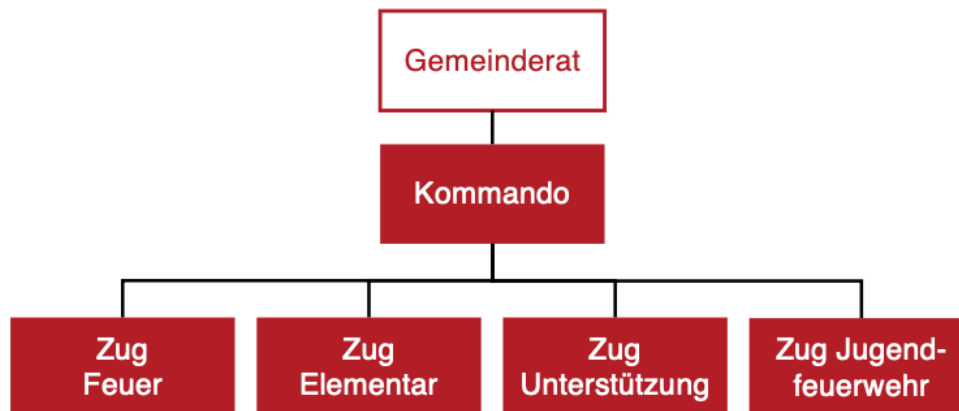 Gemeinderat
Kommando
Zug
Feuer
Zug
Elementar
Zug
Unterstützung
Zug Jugend-
feuerwehr